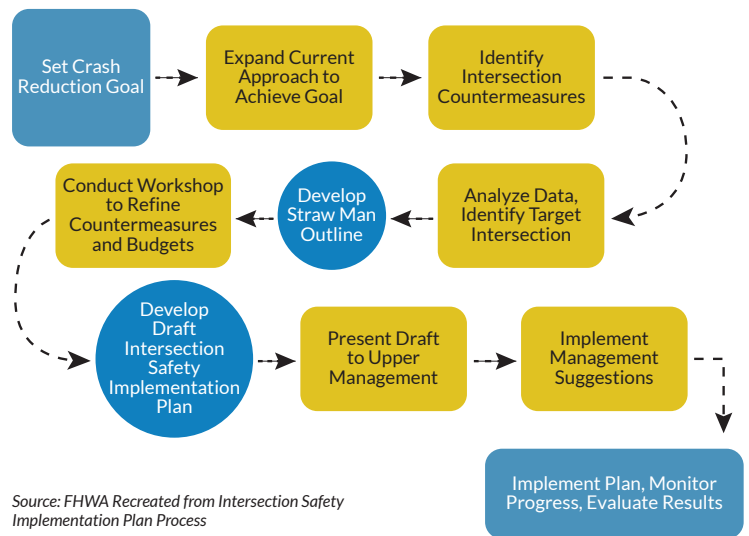 Set Crash
Reduction Goal
Expand Current
Approach to
Achieve Goal
Identify
Intersection
Countermeasures
Analyze Data,
Identify Target
Intersection
Develop
Straw Man
Outline
Conduct Workshop
to Refine
Countermeasures
and Budgets
Develop
Draft
Intersection
Safety
Implementation
Plan
Present Draft
to Upper
Management
Implement
Management
Suggestions
Implement Plan, Monitor
Progress, Evaluate Results
Source: FHWA Recreated from Intersection Safety
Implementation Plan Process